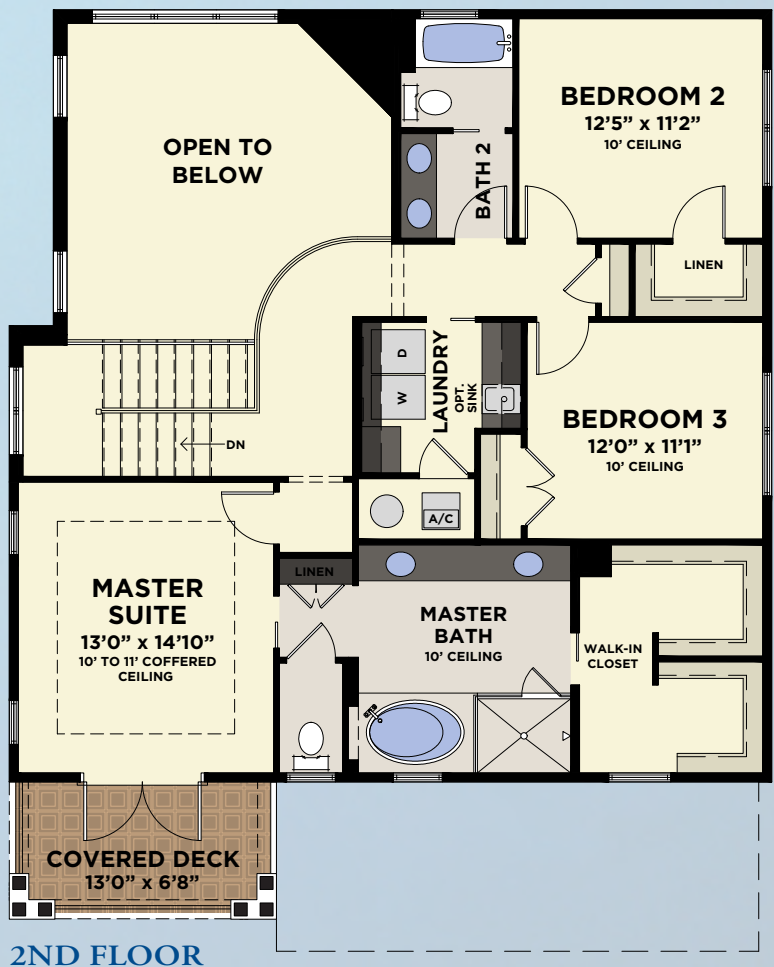 OPEN TO
BELOW
BATH 2
BEDROOM 2
12’5” x 11’2”
10’ CEILING
LINEN
D
W
LAUNDRY
OPT.
SINK
BEDROOM 3
12’0” x 11’1”
10’ CEILING
DN
A/C
LINEN
MASTER
SUITE
13’0” x 14’10”
10’ TO 11’ COFFERED
CEILING
MASTER
BATH
10’ CEILING
WALK-IN
CLOSET
COVERED DECK
13’0” x 6’8”
2ND FLOOR